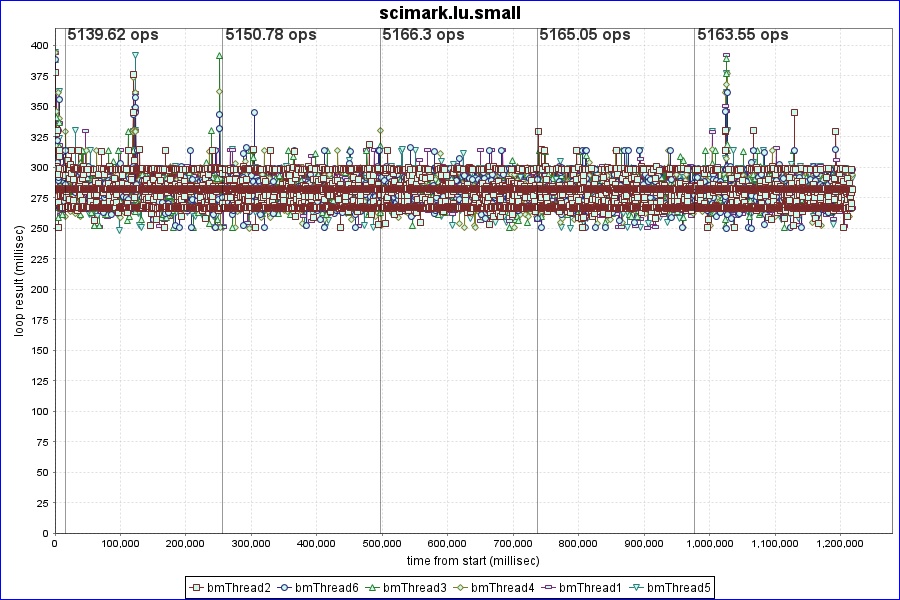 scimark.lu.small
5139.62 ops 5150.78 ops 5166.3 ops 5165.05 ops 5163.55 ops
400
375
350
325
300
275
250
225
200
175
150
125
100
75
50
25
0
loop result (millisec)
0 100,000 200,000 300,000 400,000 500,000 600,000 700,000 800,000 900,000 1,000,000 1,100,000 1,200,000
time from start (millisec)
bmThread2 bmThread6 bmThread3 bmThread4 bmThread1 bmThread5